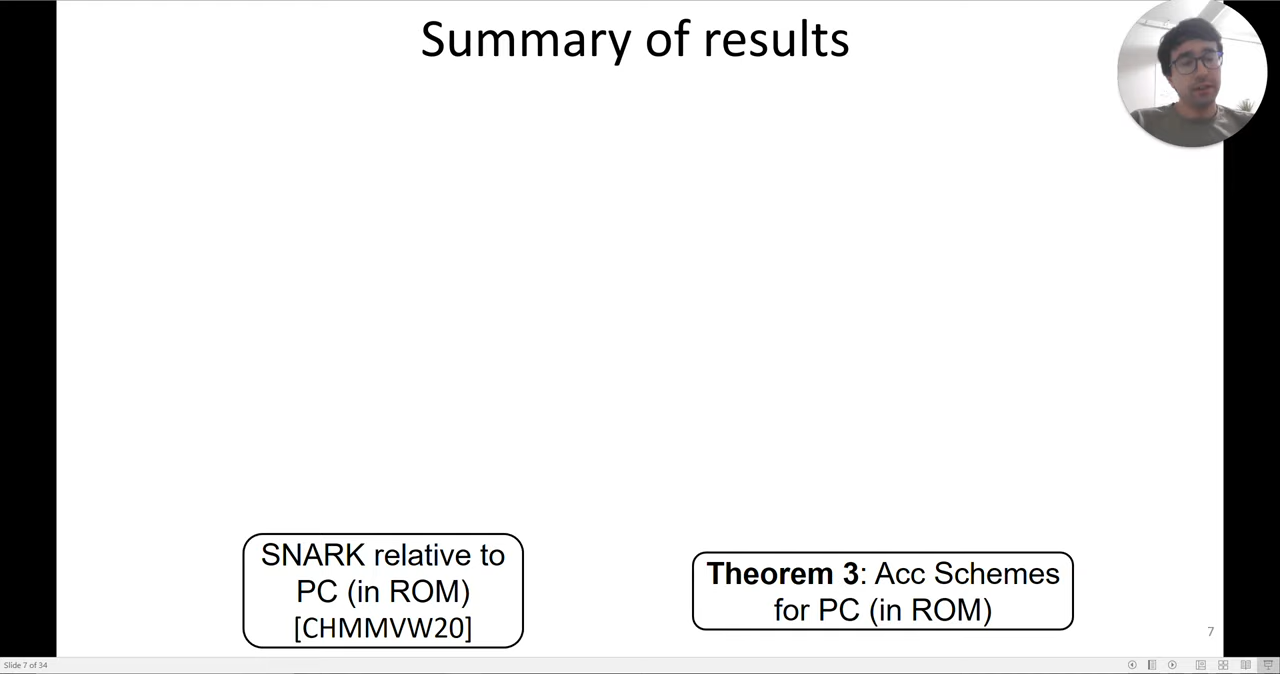 Summary of results
SNARK relative to
PC (in ROM)
[CHMMVW20]
Theorem 3: Acc Schemes
for PC (in ROM)
7
Slide 7 of 34